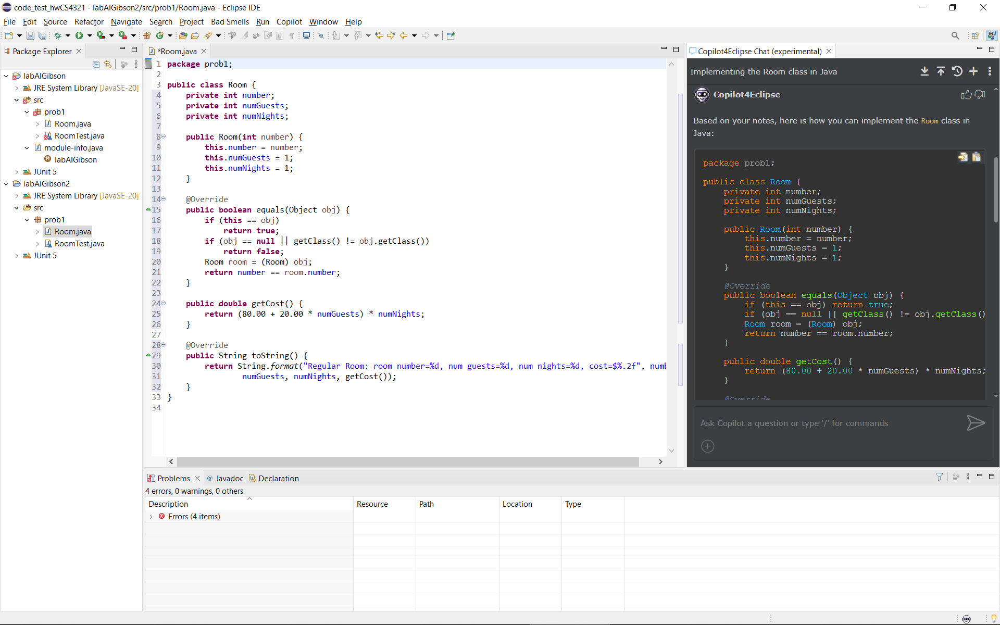 code_test_hwCS4321 - labAIGibson2/src/prob1/Room.java - Eclipse IDE
File Edit Source Refactor Navigate Search Project Bad Smells Run Copilot Window Help
Package Explorer
labAIGibson
JRE System Library [JavaSE-20]
src
prob1
Room.java
RoomTest.java
module-info.java
labAIGibson
JUnit 5
labAIGibson2
JRE System Library [JavaSE-20]
src
prob1
Room.java
RoomTest.java
JUnit 5
*Room.java
1 package prob1;
2
3 public class Room {
4 private int number;
5 private int numGuests;
6 private int numNights;
7
8 public Room(int number) {
9 this.number = number;
10 this.numGuests = 1;
11 this.numNights = 1;
12 }
13
14 @Override
15 public boolean equals(Object obj) {
16 if (this == obj)
17 return true;
18 if (obj == null || getClass() != obj.getClass())
19 return false;
20 Room room = (Room) obj;
21 return number == room.number;
22 }
23
24 public double getCost() {
25 return (80.00 + 20.00 * numGuests) * numNights;
26 }
27
28 @Override
29 public String toString() {
30 return String.format("Regular Room: room number=%d, num guests=%d, num nights=%d, cost=$%.2f", numb
31 numGuests, numNights, getCost());
32 }
33 }
34
Copilot4Eclipse Chat (experimental)
Implementing the Room class in Java
Copilot4Eclipse
Based on your notes, here is how you can implement the Room class in
Java:
package prob1;
public class Room {
private int number;
private int numGuests;
private int numNights;
public Room(int number) {
this.number = number;
this.numGuests = 1;
this.numNights = 1;
}
@Override
public boolean equals(Object obj) {
if (this == obj) return true;
if (obj == null || getClass() != obj.getClass()
Room room = (Room) obj;
return number == room.number;
}
public double getCost() {
return (80.00 + 20.00 * numGuests) * numNights;
}
@Override
Ask Copilot a question or type '/' for commands
Problems @ Javadoc Declaration
4 errors, 0 warnings, 0 others
Description Resource Path Location Type
Errors (4 items)